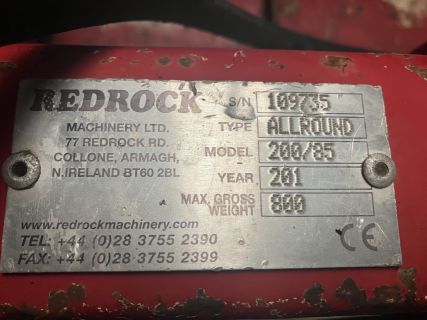 REDROCK
MACHINERY LTD.
77 REDROCK RD.
COLLONE, ARMAGH,
N.IRELAND BT60 2BL
S/N 109735
TYPE ALLROUND
MODEL 200/85
YEAR 201
MAX. GROSS
WEIGHT 800
www.redrockmachinery.com
TEL: +44 (0)28 3755 2390
FAX: +44 (0)28 3755 2399
CE